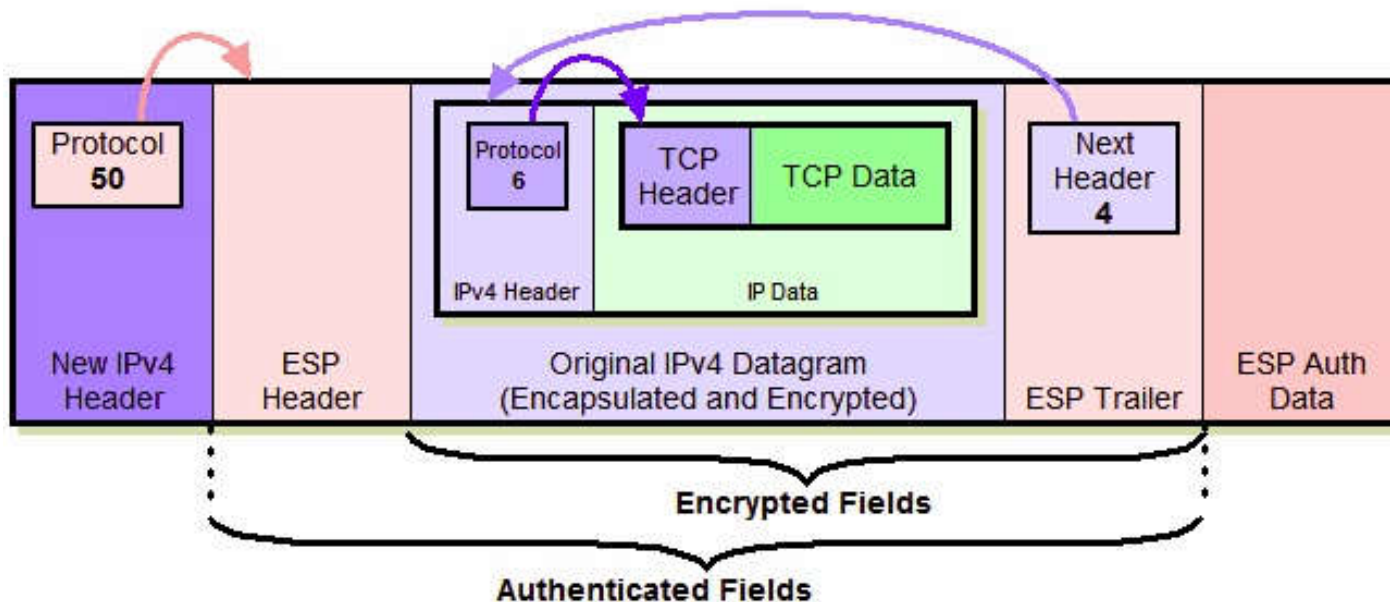 Protocol
50
New IPv4
Header
ESP
Header
Protocol
6
IPv4 Header
TCP
Header
TCP Data
IP Data
Original IPv4 Datagram
(Encapsulated and Encrypted)
Next
Header
4
ESP Trailer
ESP Auth
Data
Encrypted Fields
Authenticated Fields